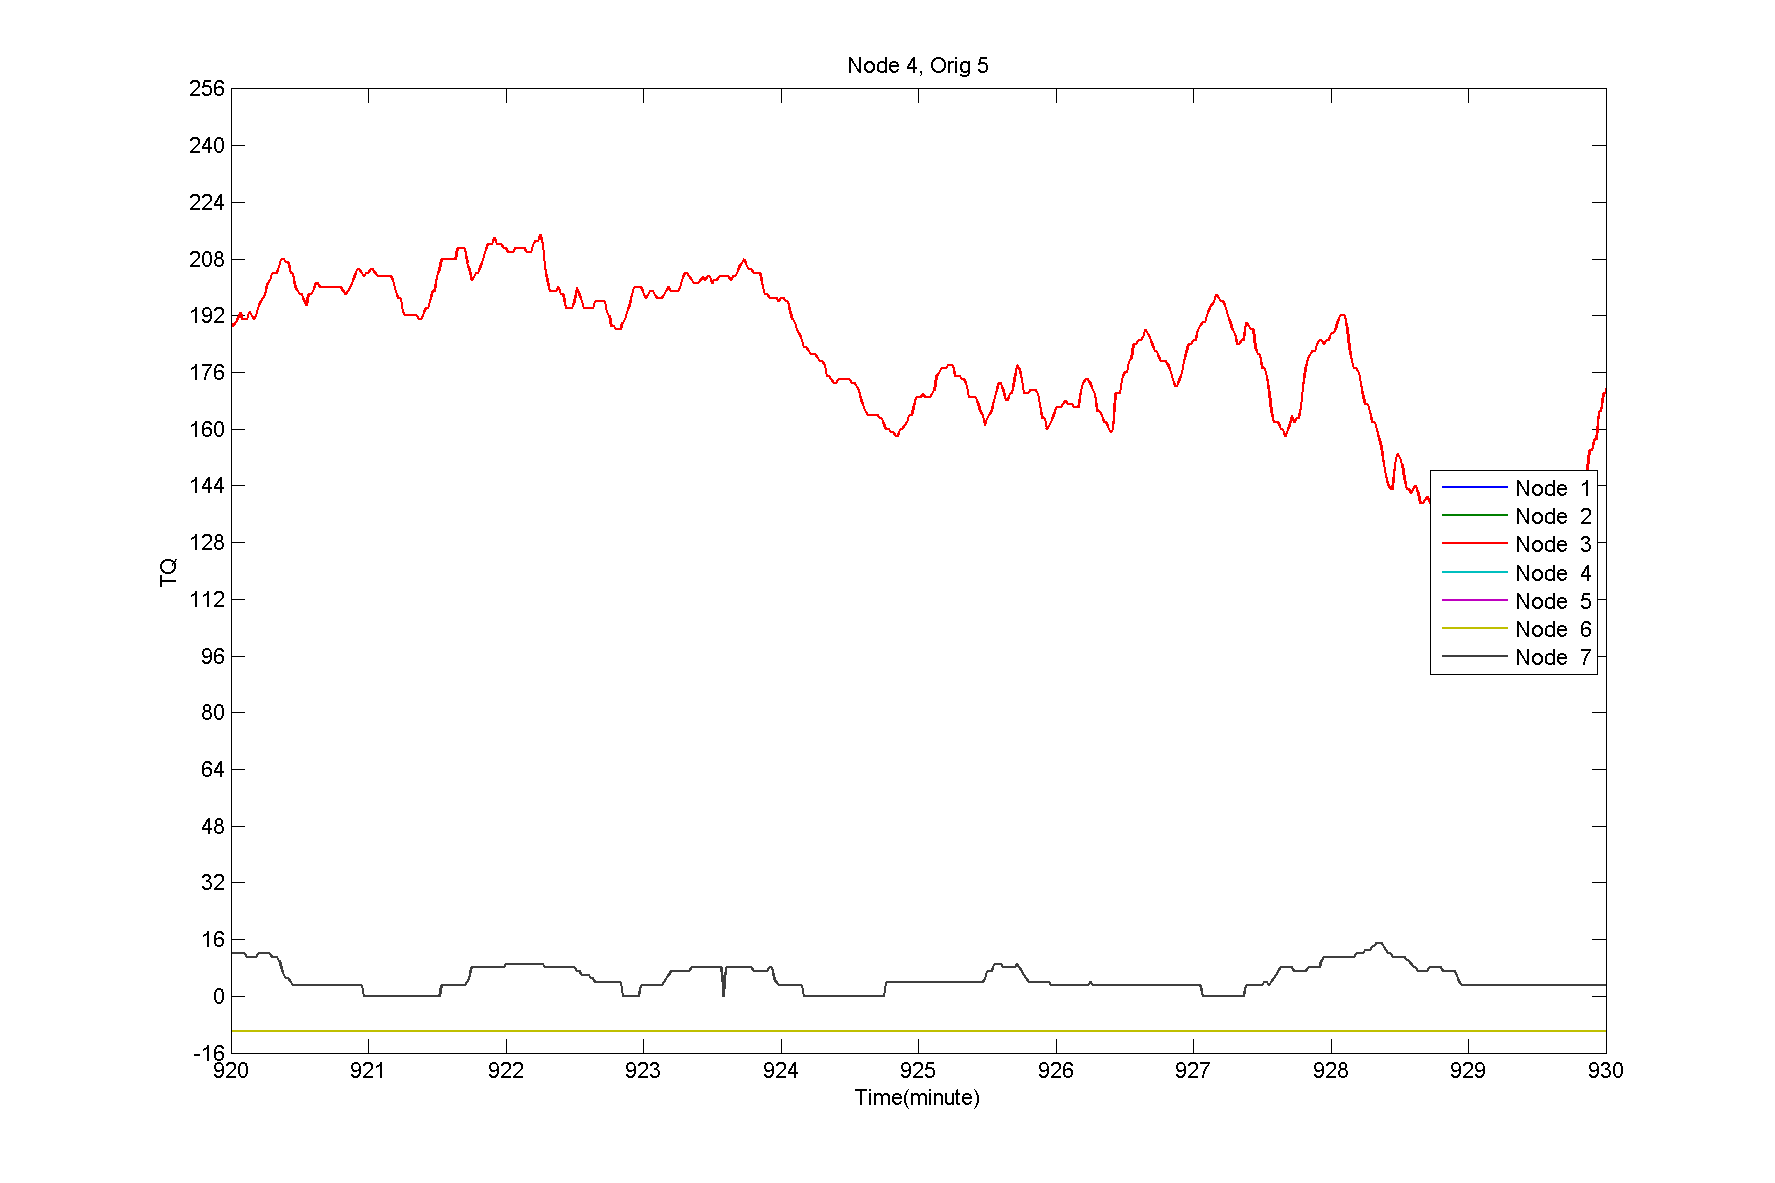 Node 4, Orig 5
256
240
224
208
192
176
160
144
128
112
96
80
64
48
32
16
0
-16
TQ
Node 1
Node 2
Node 3
Node 4
Node 5
Node 6
Node 7
920 921 922 923 924 925 926 927 928 929 930
Time(minute)